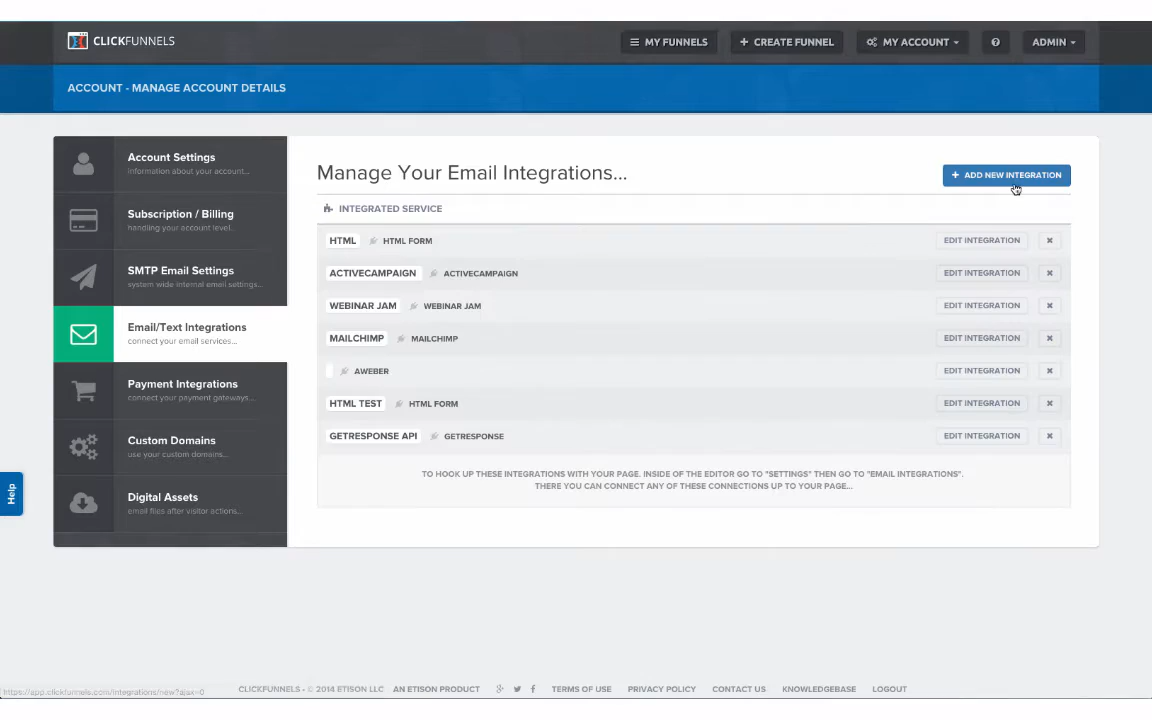 CLICKFUNNELS
MY FUNNELS
CREATE FUNNEL
MY ACCOUNT
ADMIN
ACCOUNT - MANAGE ACCOUNT DETAILS
Account Settings
information about your account...
Subscription / Billing
handling your account level...
SMTP Email Settings
system wide internal email settings...
Email/Text Integrations
connect your email services...
Payment Integrations
connect your payment gateways...
Custom Domains
use your custom domains...
Digital Assets
email files after visitor actions...
Help
Manage Your Email Integrations...
+ ADD NEW INTEGRATION
INTEGRATED SERVICE
HTML HTML FORM EDIT INTEGRATION
ACTIVECAMPAIGN ACTIVECAMPAIGN EDIT INTEGRATION
WEBINAR JAM WEBINAR JAM EDIT INTEGRATION
MAILCHIMP MAILCHIMP EDIT INTEGRATION
AWEBER EDIT INTEGRATION
HTML TEST HTML FORM EDIT INTEGRATION
GETRESPONSE API GETRESPONSE EDIT INTEGRATION
TO HOOK UP THESE INTEGRATIONS WITH YOUR PAGE. INSIDE OF THE EDITOR GO TO "SETTINGS" THEN GO TO "EMAIL INTEGRATIONS".
THERE YOU CAN CONNECT ANY OF THESE CONNECTIONS UP TO YOUR PAGE...
https://app.clickfunnels.com/integrations/new?ajax=0
CLICKFUNNELS - © 2014 ETISON LLC AN ETISON PRODUCT TERMS OF USE PRIVACY POLICY CONTACT US KNOWLEDGEBASE LOGOUT